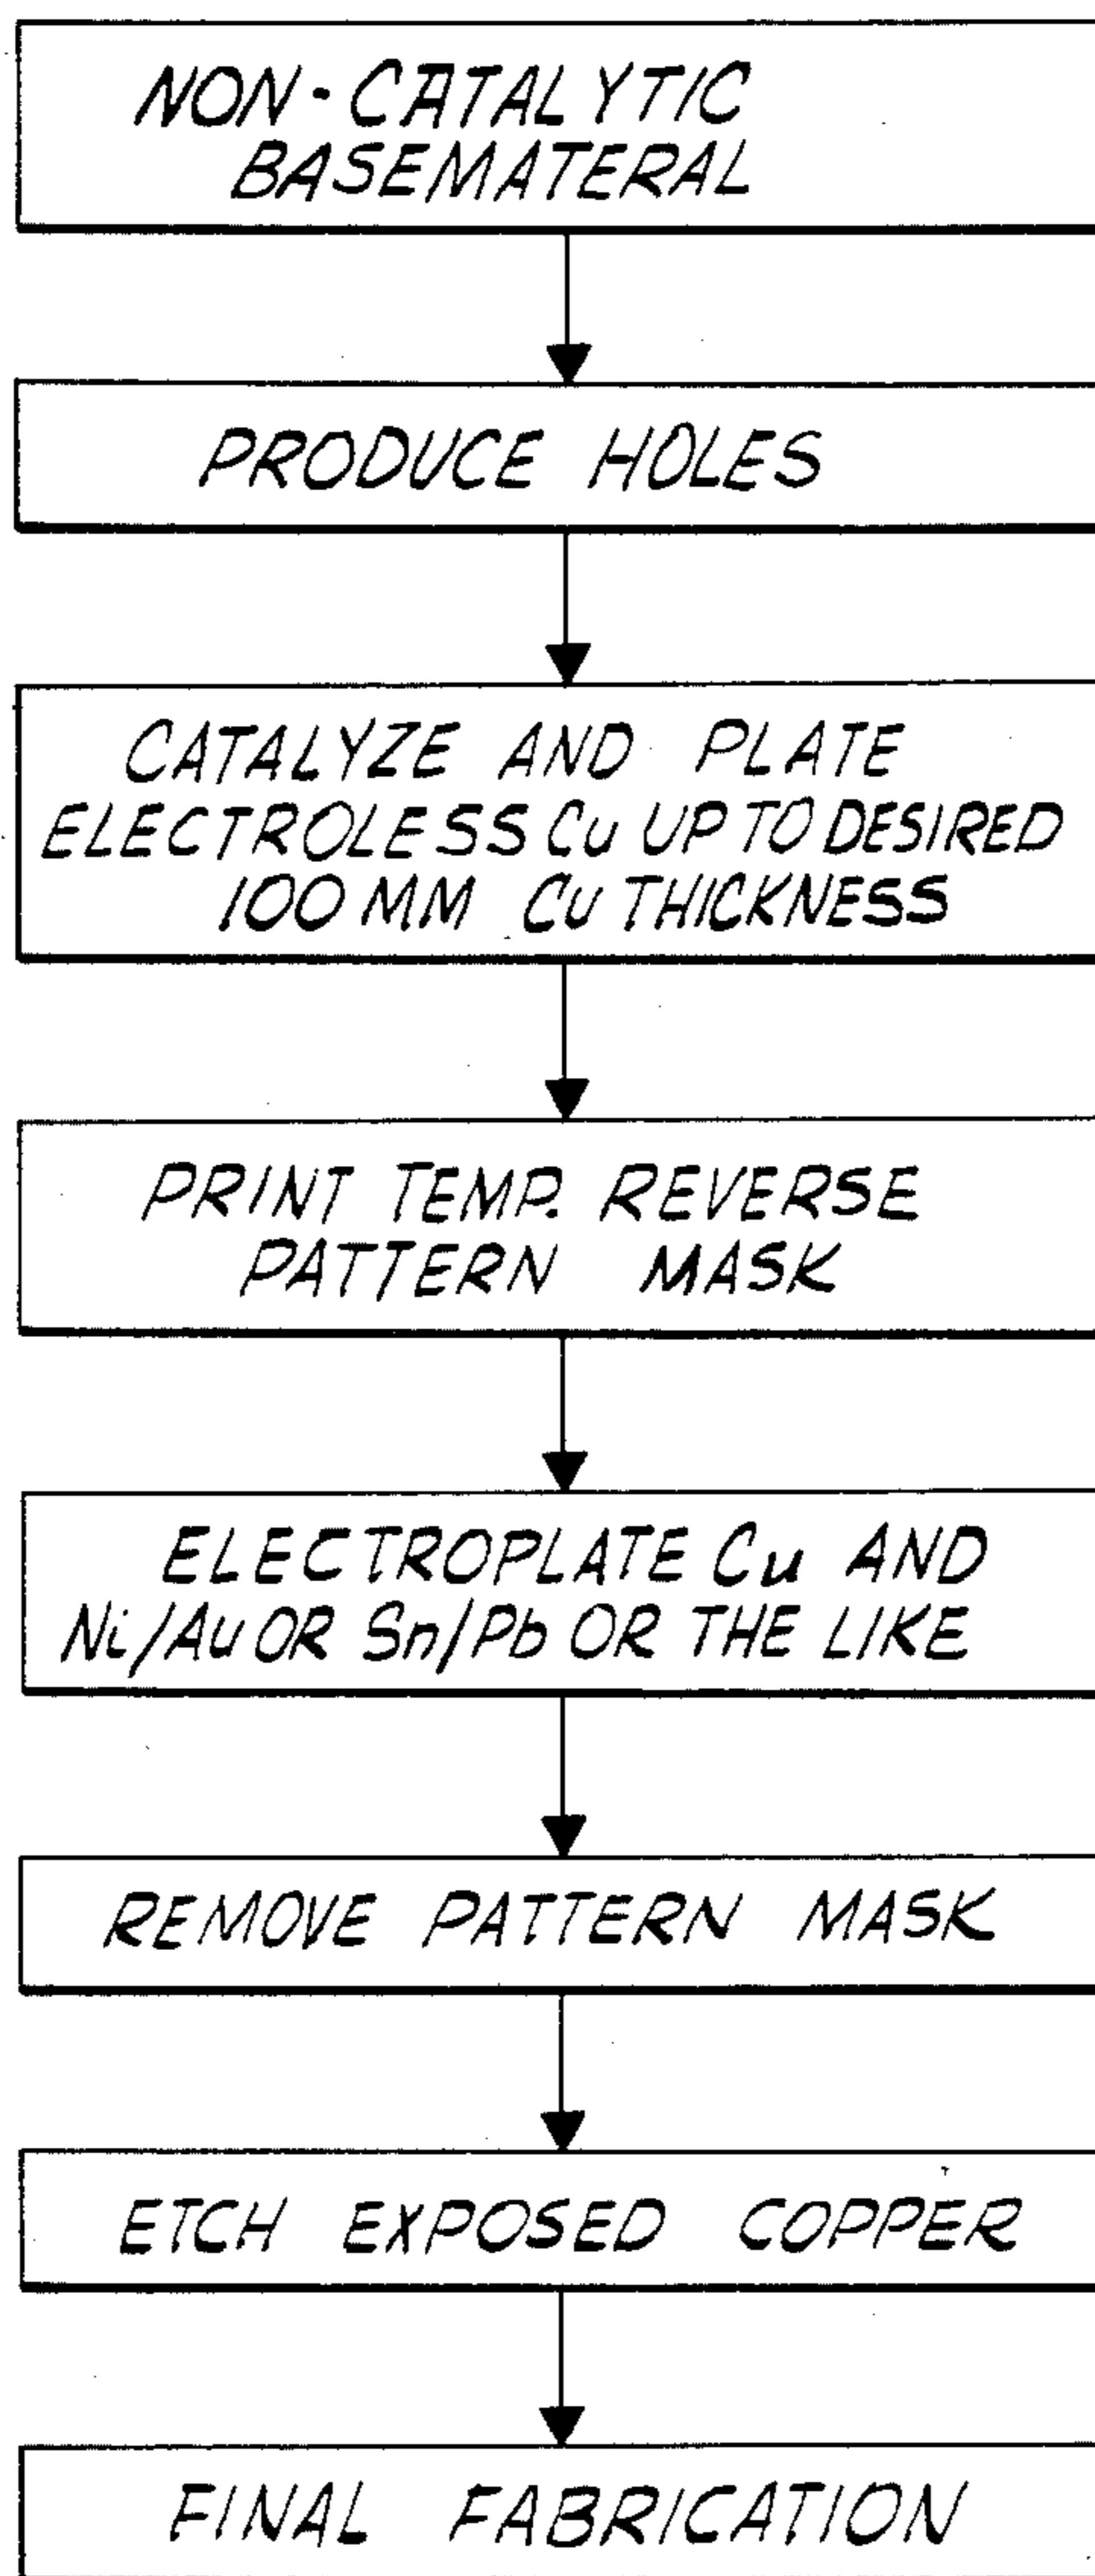 NON-CATALYTIC
BASEMATERAL
PRODUCE HOLES
CATALYZE AND PLATE
ELECTROLESS Cu UP TO DESIRED
100 MM Cu THICKNESS
PRINT TEMP. REVERSE
PATTERN MASK
ELECTROPLATE Cu AND
Ni/Au OR Sn/Pb OR THE LIKE
REMOVE PATTERN MASK
ETCH EXPOSED COPPER
FINAL FABRICATION